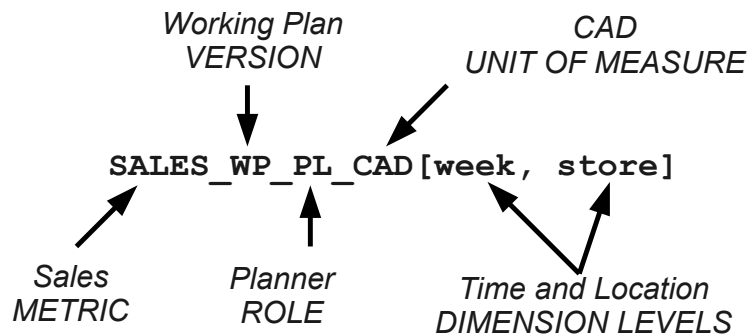 Working Plan
VERSION
CAD
UNIT OF MEASURE
SALES_WP_PL_CAD[week, store]
Sales
METRIC
Planner
ROLE
Time and Location
DIMENSION LEVELS